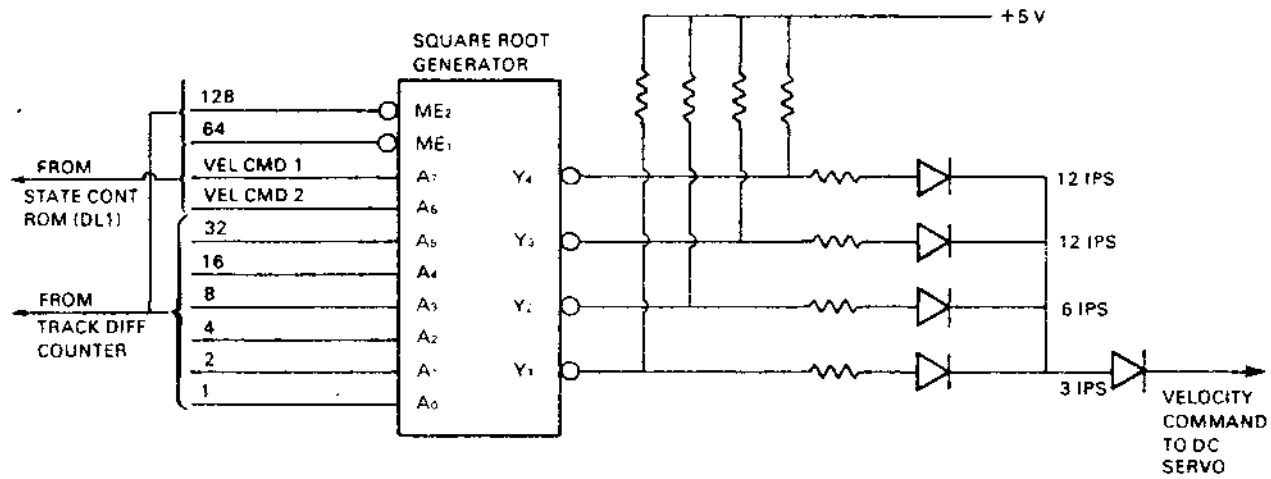 +5 V
SQUARE ROOT
GENERATOR
128
ME2
64
ME1
FROM
VEL CMD 1
A7
Y4
12 IPS
STATE CONT
ROM (DL1)
VEL CMD 2
A6
32
A5
Y3
12 IPS
16
A4
FROM
8
A3
Y2
6 IPS
TRACK DIFF
COUNTER
4
A2
2
A1
Y1
3 IPS
1
A0
VELOCITY
COMMAND
TO DC
SERVO